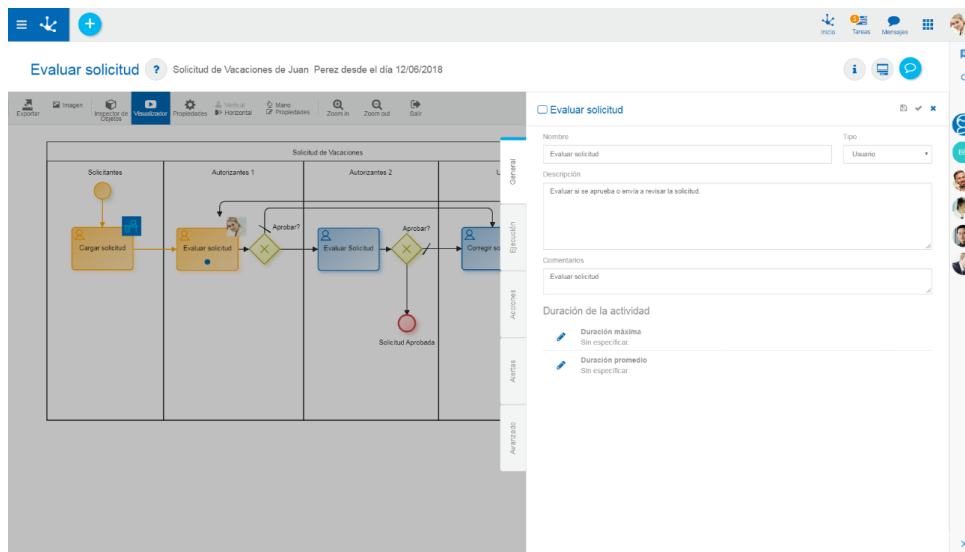 Inicio
2
Tareas
Mensajes
Evaluar solicitud ? Solicitud de Vacaciones de Juan Perez desde el día 12/06/2018
Exportar
Imagen
Inspector de Objetos
Visualizador
Propiedades
Vertical
Horizontal
Mano
Propiedades
Zoom in
Zoom out
Salir
Solicitud de Vacaciones
Solicitantes
Autorizantes 1
Autorizantes 2
Cargar solicitud
Evaluar solicitud
Aprobar?
Evaluar Solicitud
Aprobar?
Corregir so
Solicitud Aprobada
General
Ejecución
Acciones
Alertas
Avanzado
Evaluar solicitud
Nombre
Tipo
Evaluar solicitud
Usuario
Descripción
Evaluar si se aprueba o envía a revisar la solicitud.
Comentarios
Evaluar solicitud
Duración de la actividad
Duración máxima
Sin especificar.
Duración promedio
Sin especificar.